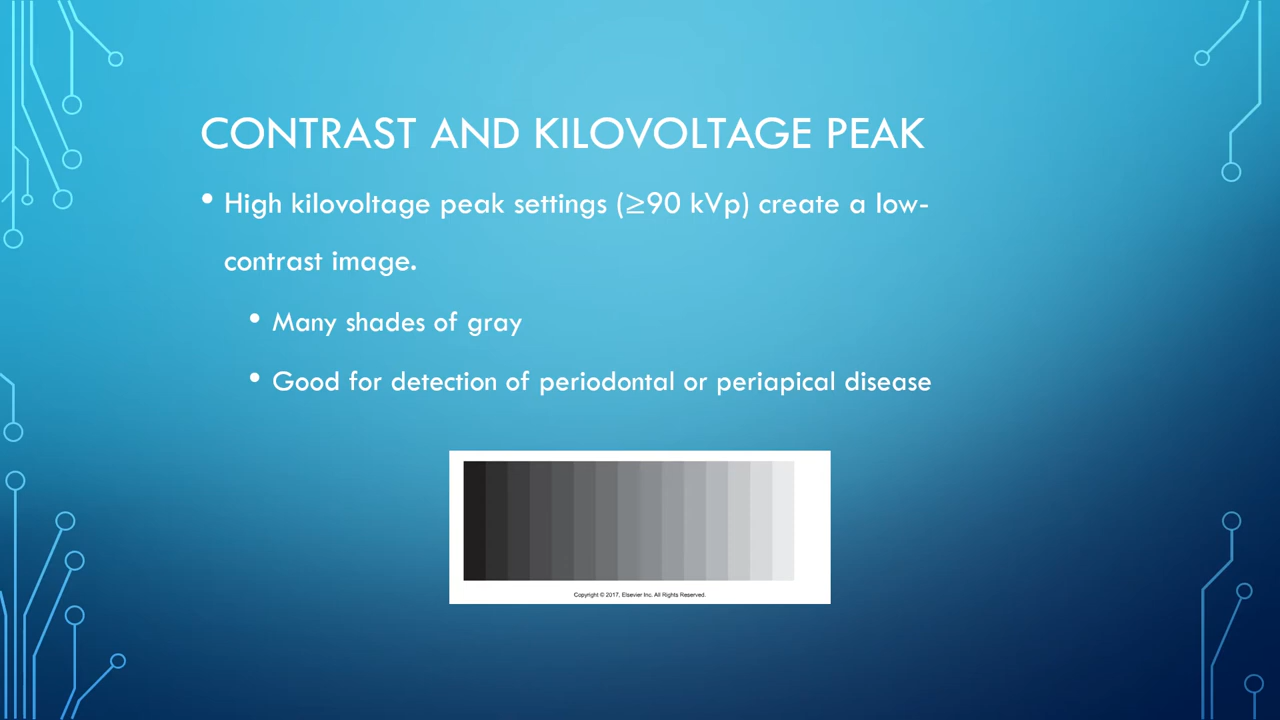 CONTRAST AND KILOVOLTAGE PEAK
• High kilovoltage peak settings (≥90 kVp) create a low-
contrast image.
• Many shades of gray
• Good for detection of periodontal or periapical disease
Copyright © 2017, Elsevier Inc. All Rights Reserved.